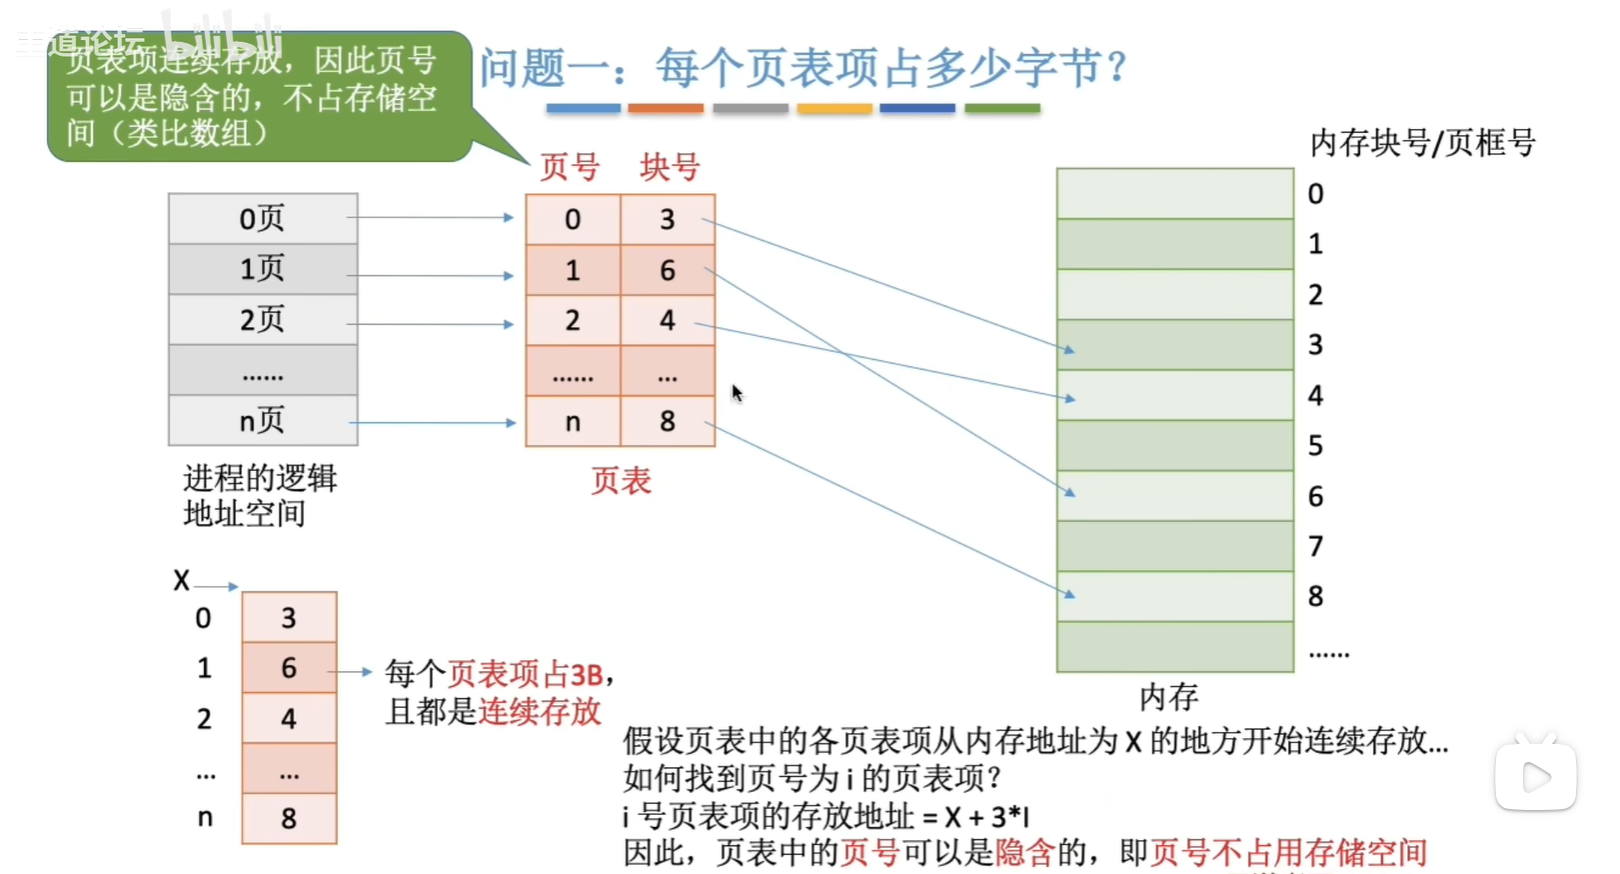 王道论坛 bilibili
页表项连续存放，因此页号
可以是隐含的，不占存储空
间（类比数组）
问题一：每个页表项占多少字节？
页号 块号
0 3
1 6
2 4
…… …
n 8
页表
0页
1页
2页
……
n页
进程的逻辑
地址空间
内存块号/页框号
0
1
2
3
4
5
6
7
8
……
内存
X
0 3
1 6
2 4
… …
n 8
每个页表项占3B，
且都是连续存放
假设页表中的各页表项从内存地址为 X 的地方开始连续存放…
如何找到页号为 i 的页表项？
i 号页表项的存放地址 = X + 3*I
因此，页表中的页号可以是隐含的，即页号不占用存储空间